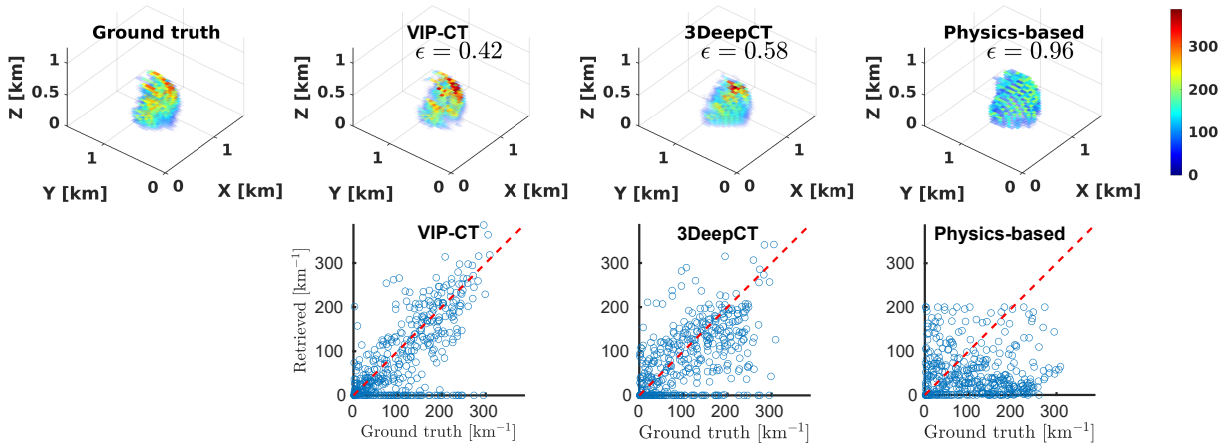 Ground truth
VIP-CT
ϵ = 0.42
3DeepCT
ϵ = 0.58
Physics-based
ϵ = 0.96
Z [km]
1
0.5
0
1
0
Y [km]
0
1
X [km]
Z [km]
1
0.5
0
1
0
Y [km]
0
1
X [km]
Z [km]
1
0.5
0
1
0
Y [km]
0
1
X [km]
Z [km]
1
0.5
0
1
0
Y [km]
0
1
X [km]
300
200
100
0
VIP-CT
Retrieved [km⁻¹]
300
200
100
0
0 100 200 300
Ground truth [km⁻¹]
3DeepCT
300
200
100
0
0 100 200 300
Ground truth [km⁻¹]
Physics-based
300
200
100
0
0 100 200 300
Ground truth [km⁻¹]